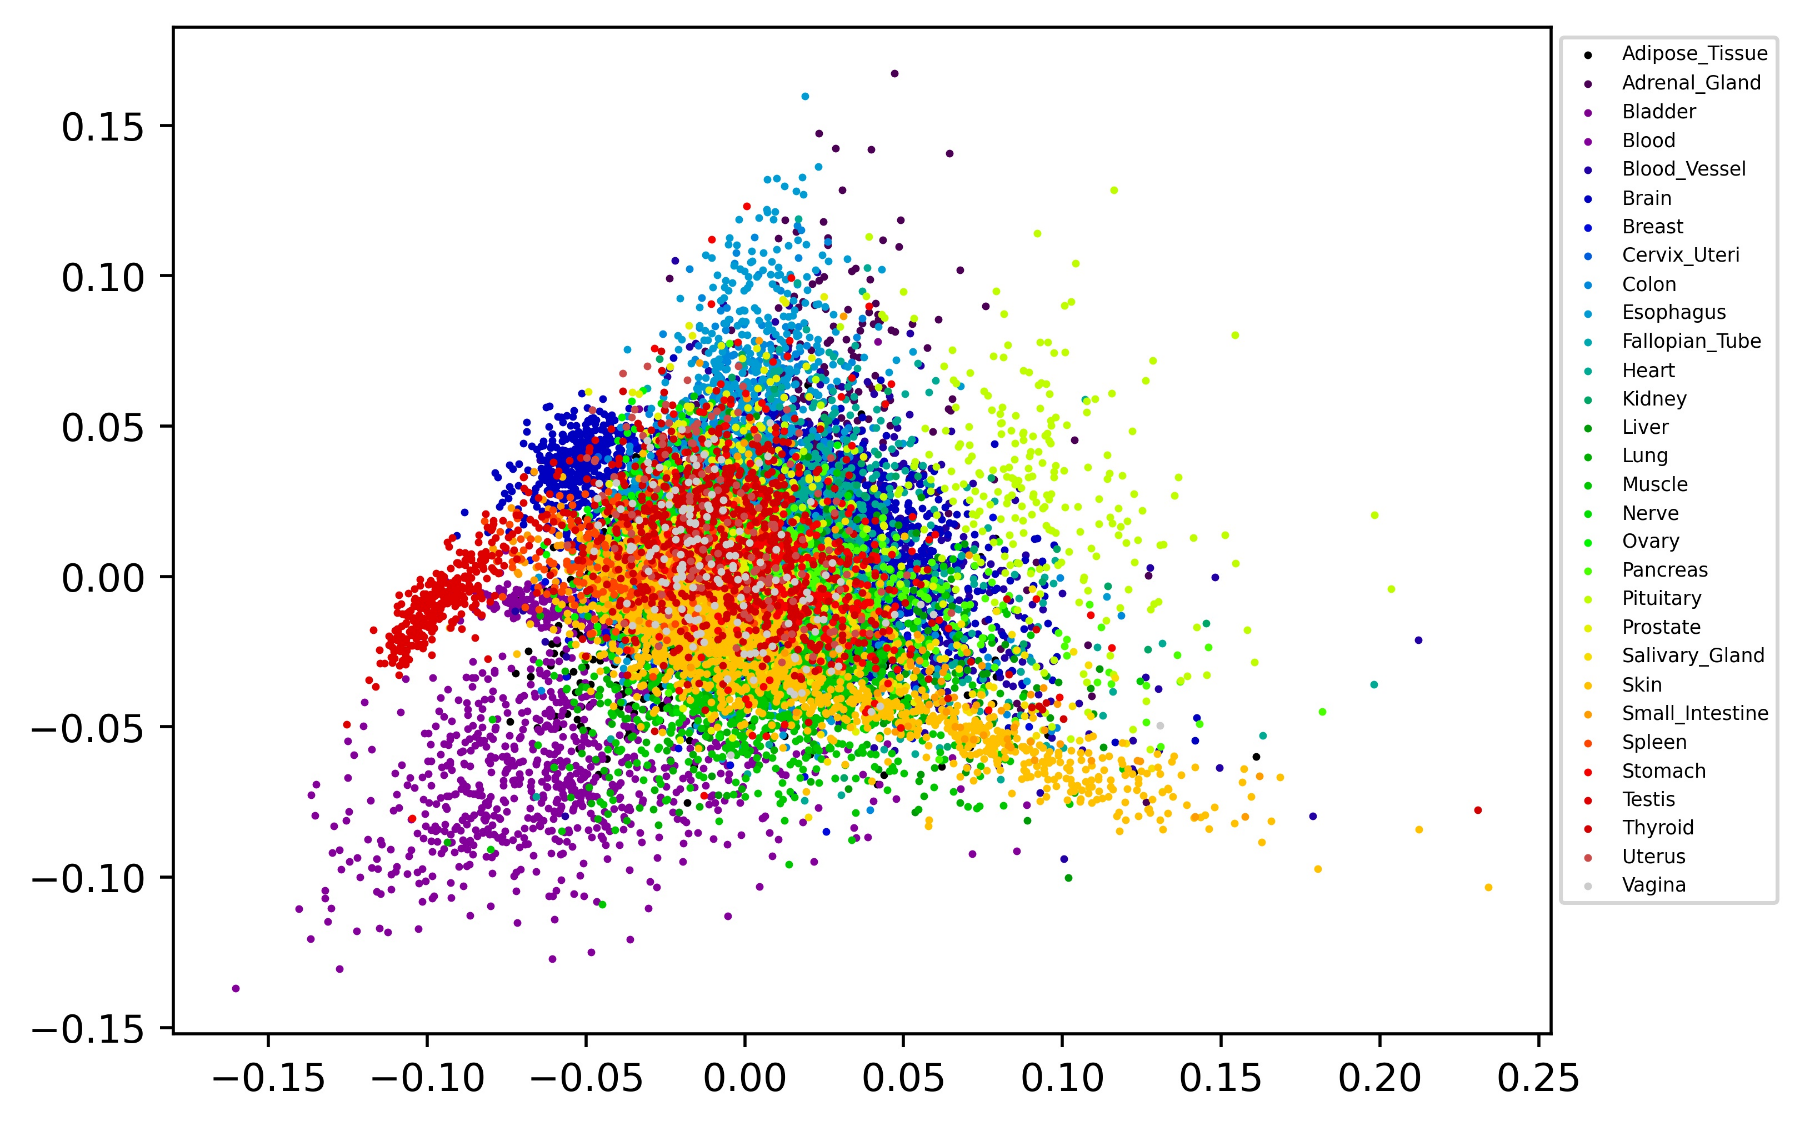 0.15
0.10
0.05
0.00
−0.05
−0.10
−0.15
−0.15 −0.10 −0.05 0.00 0.05 0.10 0.15 0.20 0.25
Adipose_Tissue
Adrenal_Gland
Bladder
Blood
Blood_Vessel
Brain
Breast
Cervix_Uteri
Colon
Esophagus
Fallopian_Tube
Heart
Kidney
Liver
Lung
Muscle
Nerve
Ovary
Pancreas
Pituitary
Prostate
Salivary_Gland
Skin
Small_Intestine
Spleen
Stomach
Testis
Thyroid
Uterus
Vagina